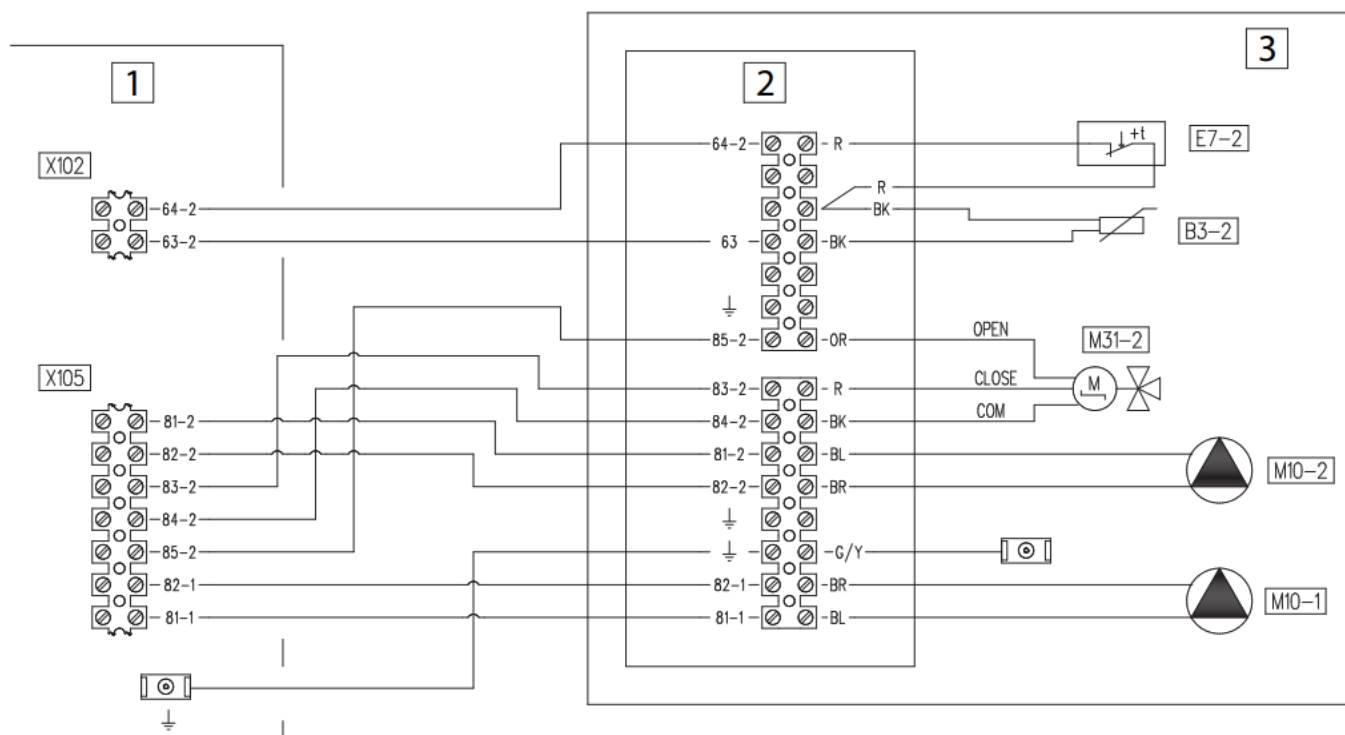 1
2
3
X102
64-2
63-2
X105
81-2
82-2
83-2
84-2
85-2
82-1
81-1
64-2
63
85-2
83-2
84-2
81-2
82-2
82-1
81-1
R
R
BK
BK
OR
R
BK
BL
BR
G/Y
BR
BL
+t
E7-2
B3-2
OPEN
CLOSE
COM
M
M31-2
M10-2
M10-1